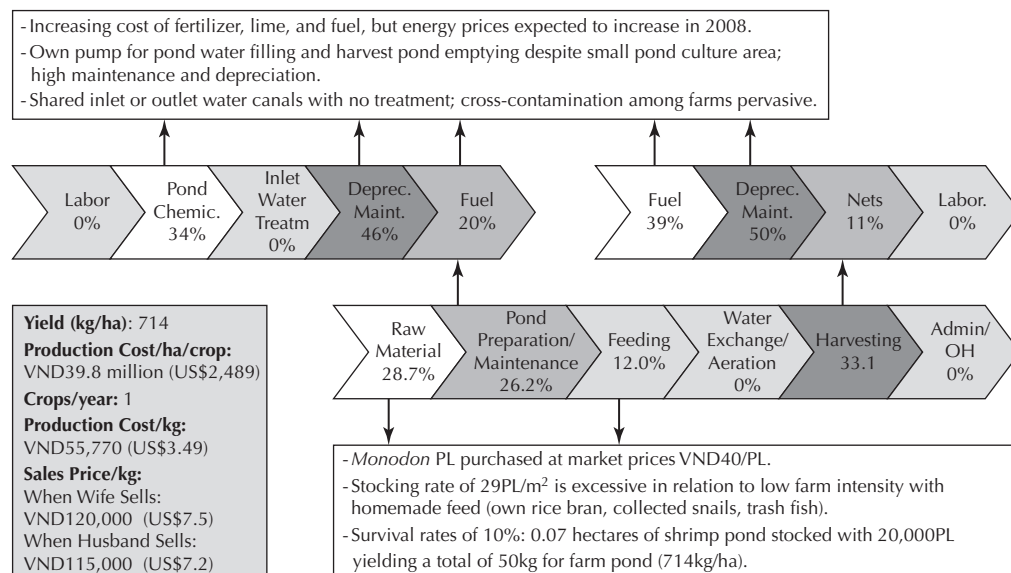 - Increasing cost of fertilizer, lime, and fuel, but energy prices expected to increase in 2008.
- Own pump for pond water filling and harvest pond emptying despite small pond culture area;
high maintenance and depreciation.
- Shared inlet or outlet water canals with no treatment; cross-contamination among farms pervasive.
Labor
0%
Pond
Chemic.
34%
Inlet
Water
Treatm
0%
Deprec.
Maint.
46%
Fuel
20%
Fuel
39%
Deprec.
Maint.
50%
Nets
11%
Labor.
0%
Yield (kg/ha): 714
Production Cost/ha/crop:
VND39.8 million (US$2,489)
Crops/year: 1
Production Cost/kg:
VND55,770 (US$3.49)
Sales Price/kg:
When Wife Sells:
VND120,000 (US$7.5)
When Husband Sells:
VND115,000 (US$7.2)
Raw
Material
28.7%
Pond
Preparation/
Maintenance
26.2%
Feeding
12.0%
Water
Exchange/
Aeration
0%
Harvesting
33.1
Admin/
OH
0%
- Monodon PL purchased at market prices VND40/PL.
- Stocking rate of 29PL/m² is excessive in relation to low farm intensity with
homemade feed (own rice bran, collected snails, trash fish).
- Survival rates of 10%: 0.07 hectares of shrimp pond stocked with 20,000PL
yielding a total of 50kg for farm pond (714kg/ha).